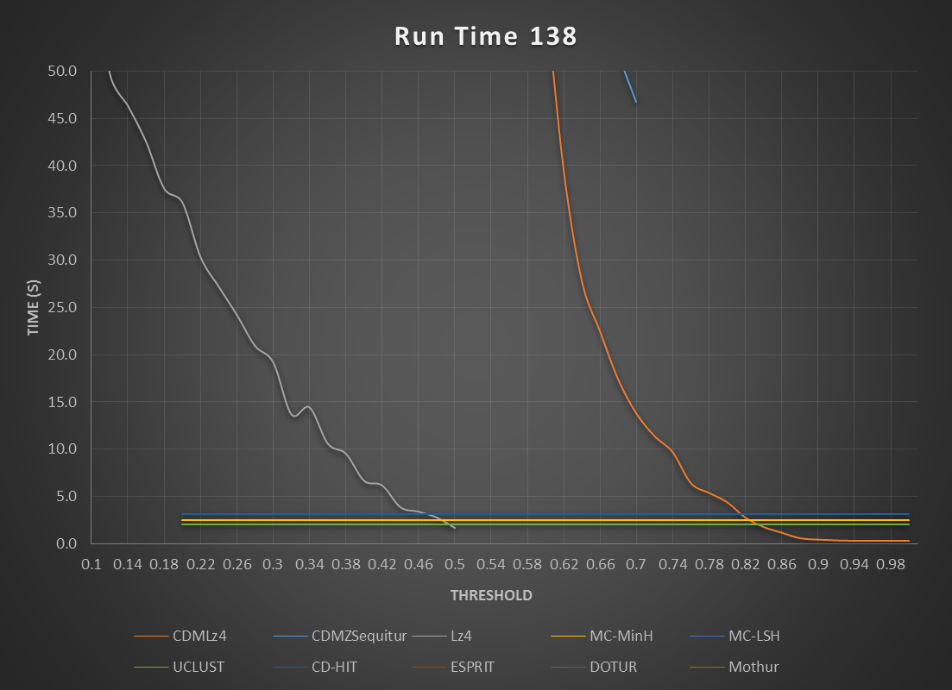 Run Time 138
50.0
45.0
40.0
35.0
30.0
25.0
20.0
15.0
10.0
5.0
0.0
TIME (S)
0.1 0.14 0.18 0.22 0.26 0.3 0.34 0.38 0.42 0.46 0.5 0.54 0.58 0.62 0.66 0.7 0.74 0.78 0.82 0.86 0.9 0.94 0.98
THRESHOLD
CDMLz4 CDMZSequitur Lz4 MC-MinH MC-LSH
UCLUST CD-HIT ESPRIT DOTUR Mothur